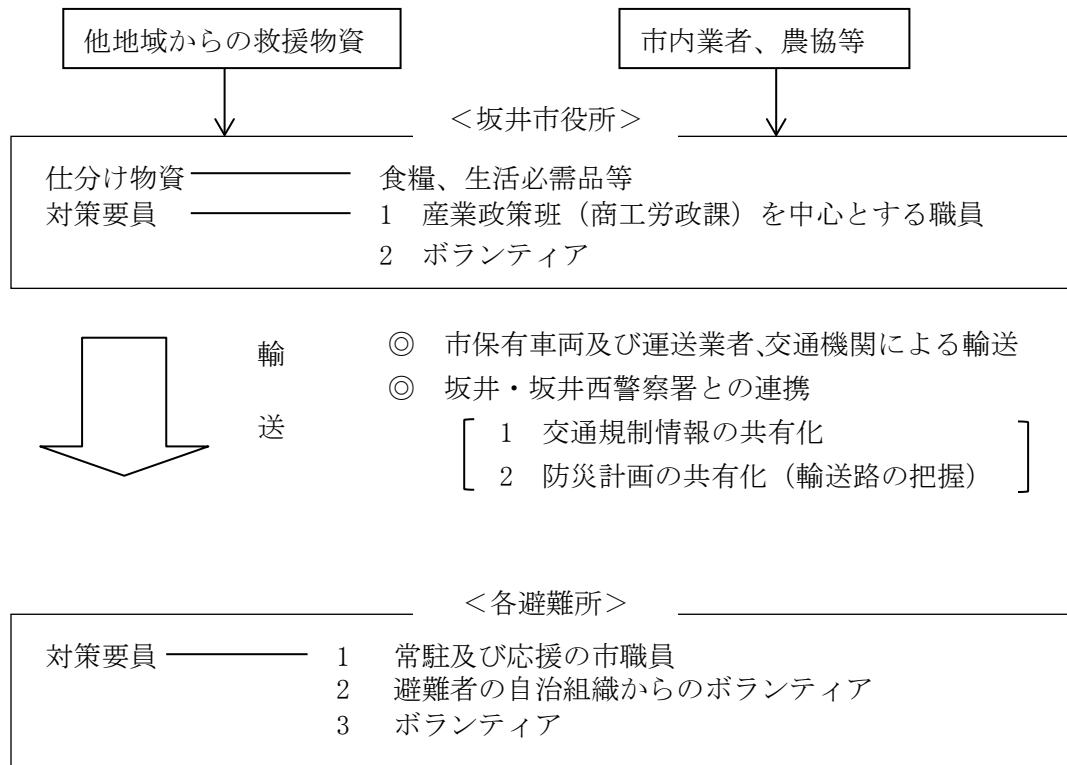 他地域からの救援物資
市内業者、農協等
＜坂井市役所＞
仕分け物資 食糧、生活必需品等
対策要員 1 産業政策班（商工労政課）を中心とする職員
2 ボランティア
輸送
◎ 市保有車両及び運送業者、交通機関による輸送
◎ 坂井・坂井西警察署との連携
1 交通規制情報の共有化
2 防災計画の共有化（輸送路の把握）
＜各避難所＞
対策要員 1 常駐及び応援の市職員
2 避難者の自治組織からのボランティア
3 ボランティア